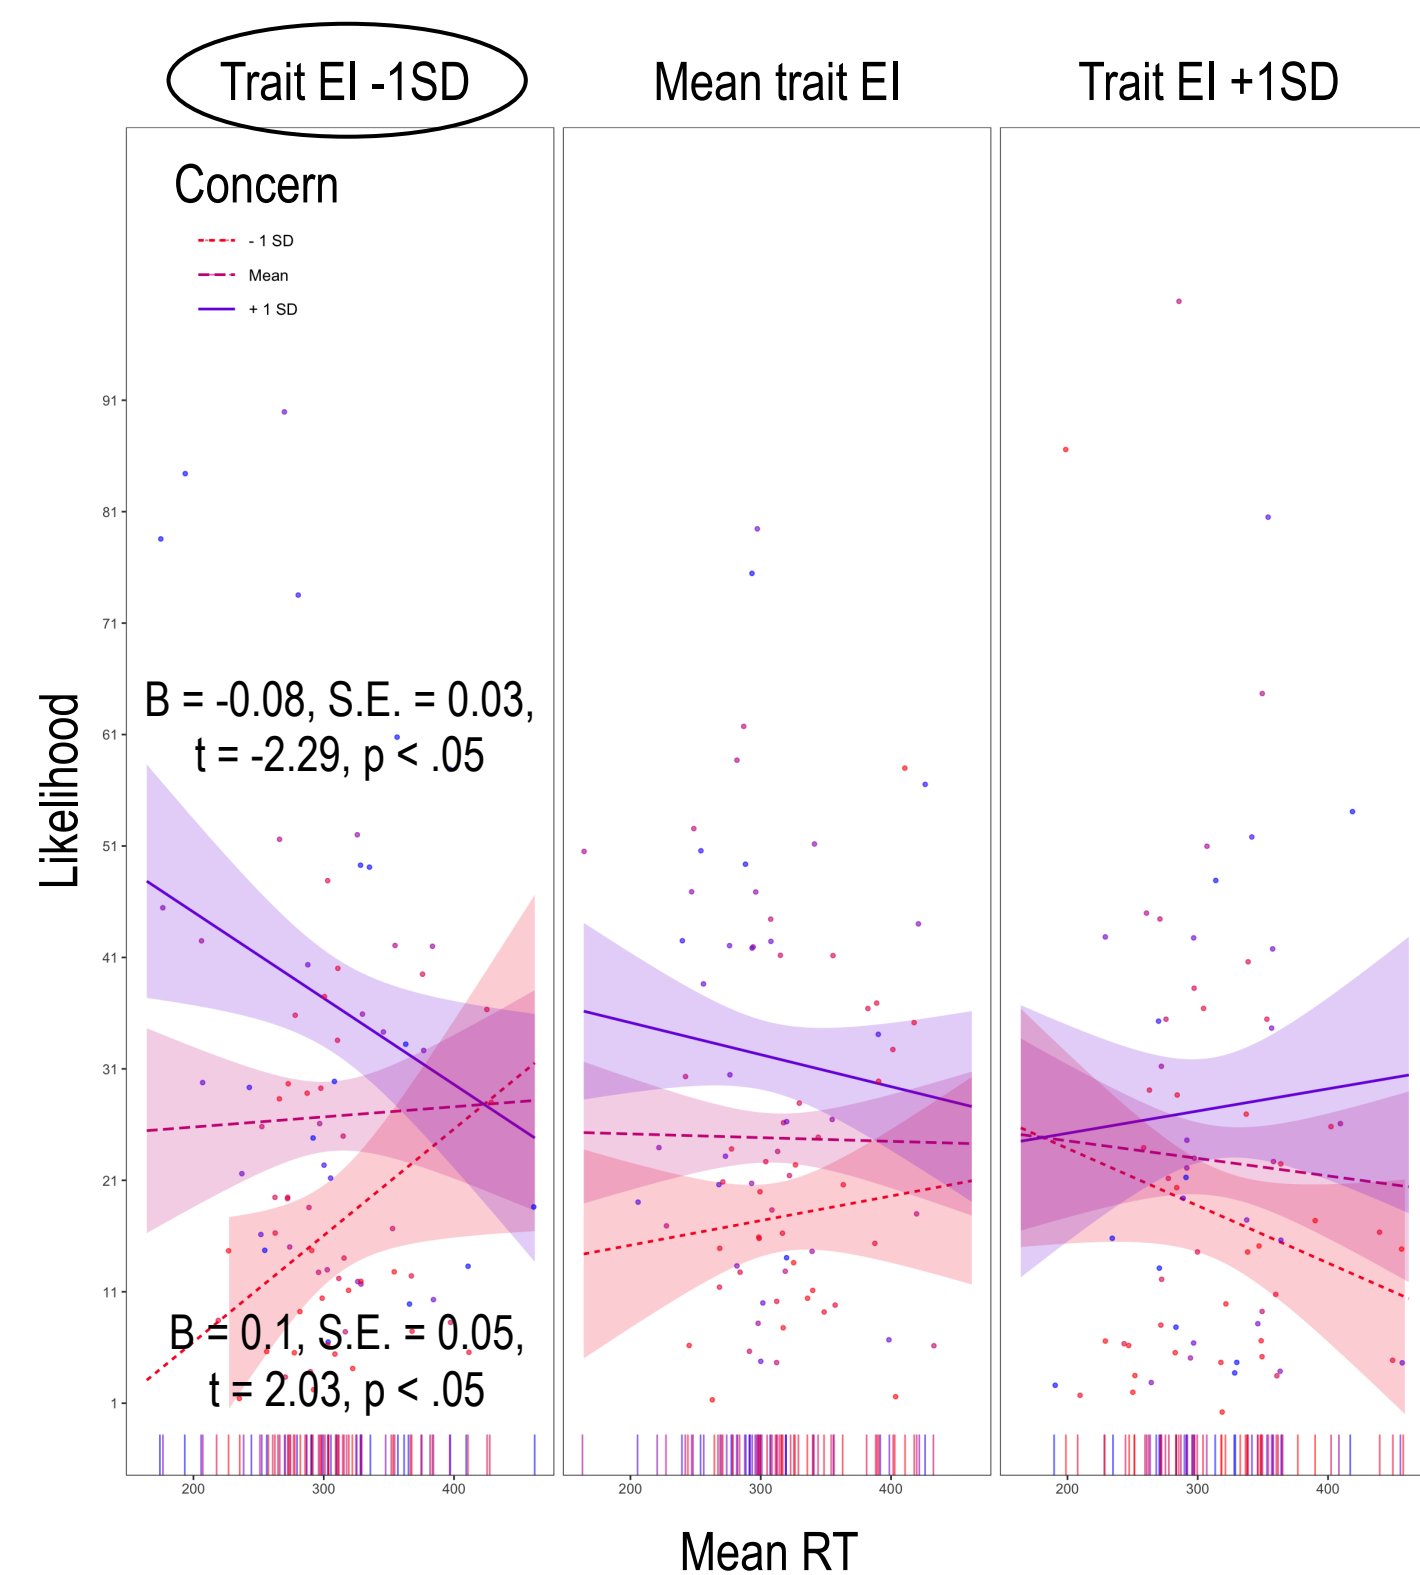 Trait EI -1SD
Mean trait EI
Trait EI +1SD
Concern
- 1 SD
Mean
+ 1 SD
91
81
71
61
51
41
31
21
11
1
Likelihood
B = -0.08, S.E. = 0.03,
t = -2.29, p < .05
B = 0.1, S.E. = 0.05,
t = 2.03, p < .05
200 300 400
200 300 400
200 300 400
Mean RT